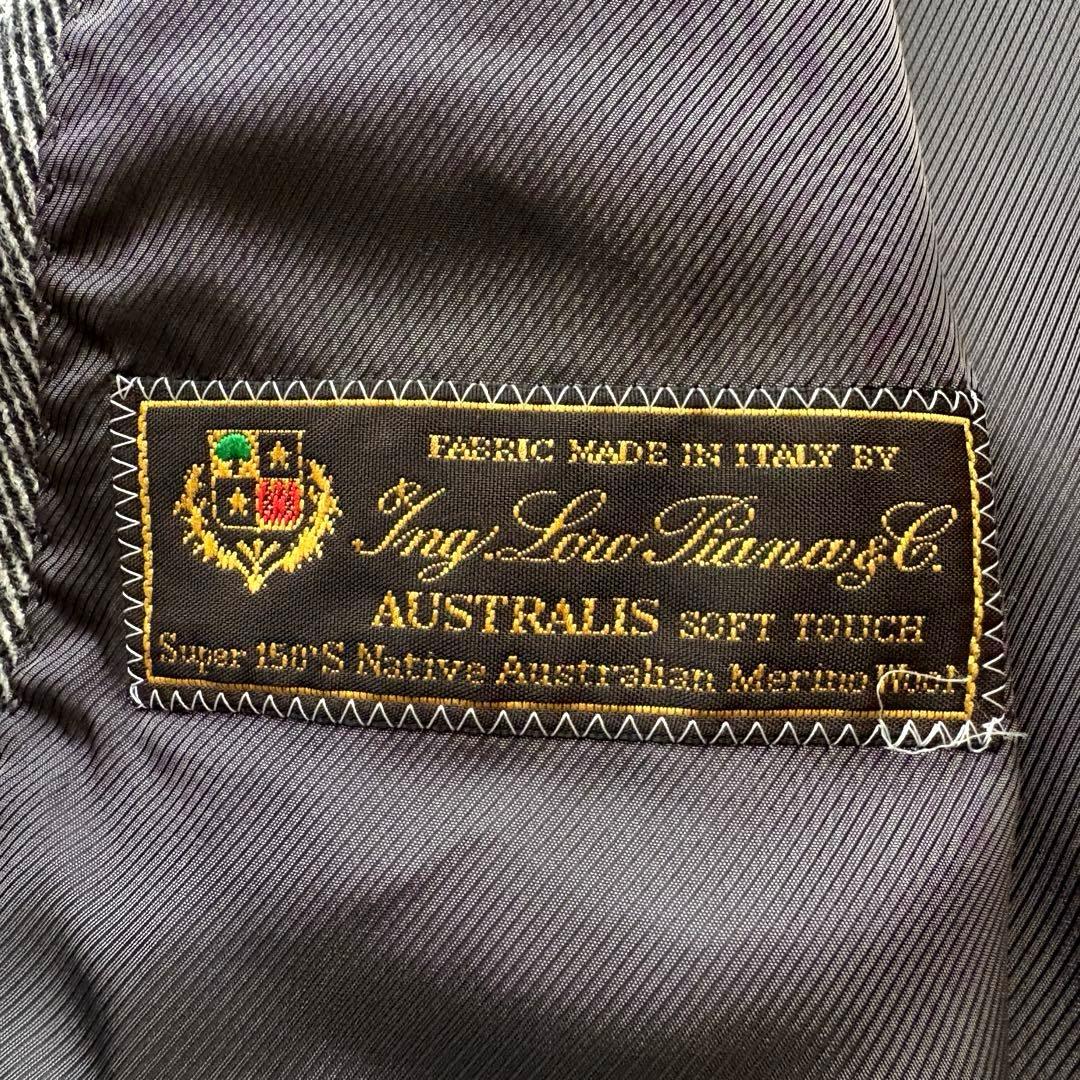 FABRIC MADE IN ITALY BY
Ing. Loro Piana & C.
AUSTRALIS SOFT TOUCH
Super 150'S Native Australian Merino Wool